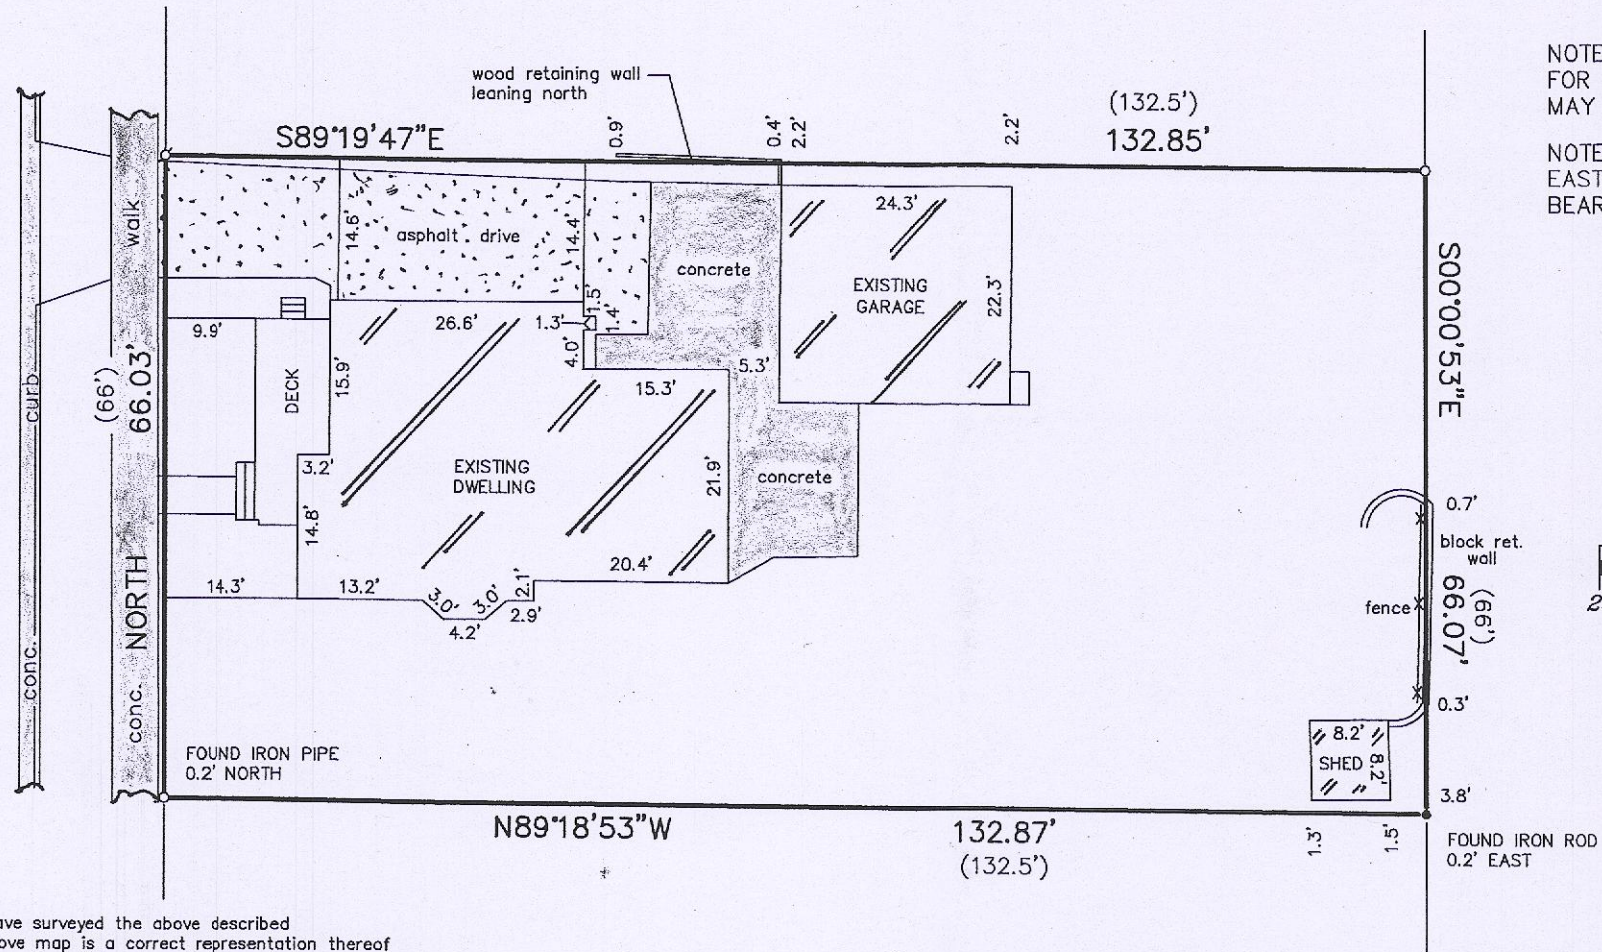 NOTE
FOR
MAY
NOTE
EAST
BEAR
wood retaining wall
leaning north
S89°19'47"E
0.9'
0.4'
2.2'
2.2'
(132.5')
132.85'
walk
14.6'
asphalt. drive
14.4'
concrete
24.3'
EXISTING
GARAGE
22.3'
S00°00'53"E
1.5'
1.3'
1.4'
4.0'
26.6'
9.9'
DECK
15.9'
5.3'
15.3'
curb
(66')
66.03'
3.2'
EXISTING
DWELLING
21.9'
concrete
14.8'
0.7'
block ret.
wall
14.3'
13.2'
3.0'
4.2'
3.0'
2.9'
2.1'
20.4'
NORTH
fence
66.07'
(66')
2
conc.
conc.
0.3'
8.2'
SHED
8.2'
3.8'
FOUND IRON PIPE
0.2' NORTH
N89°18'53"W
132.87'
(132.5')
1.3'
1.5'
FOUND IRON ROD
0.2' EAST
ave surveyed the above described
ove map is a correct representation thereof